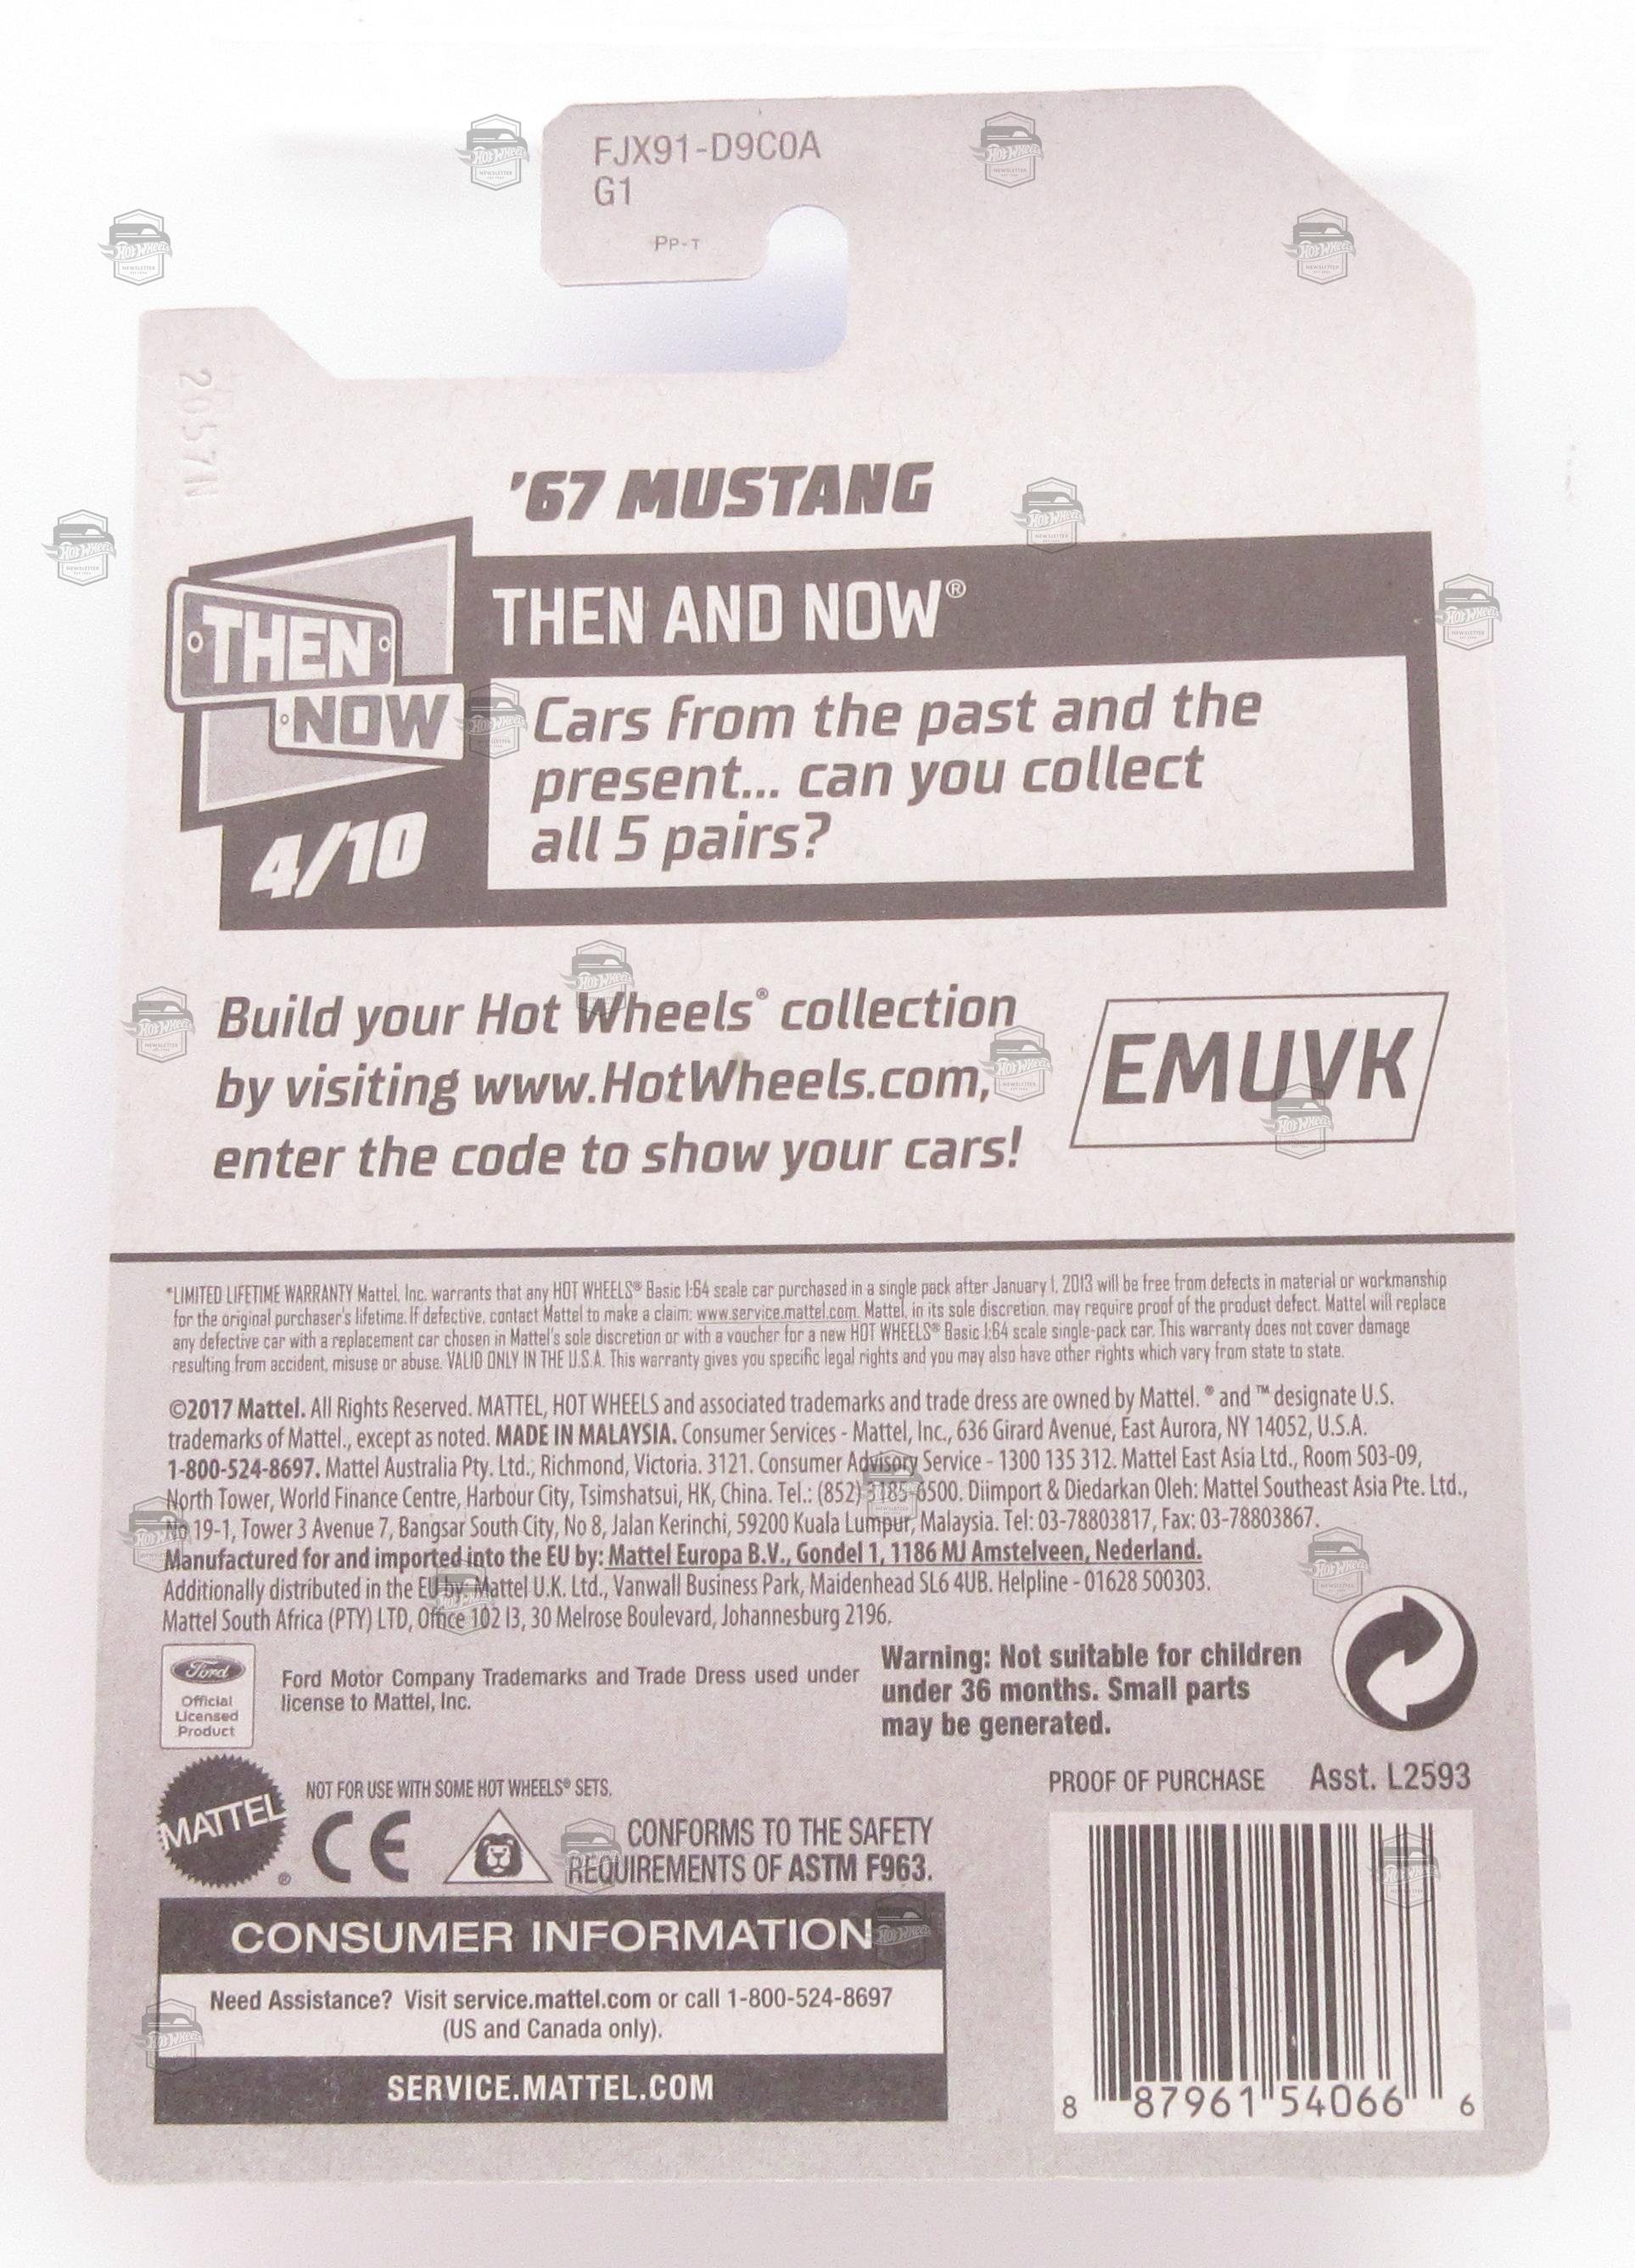 FJX91-D9C0A
G1
PP-T
2057N
'67 MUSTANG
THEN AND NOW®
THEN
NOW
4/10
Cars from the past and the
present... can you collect
all 5 pairs?
Build your Hot Wheels® collection
by visiting www.HotWheels.com,
enter the code to show your cars!
EMUVK
*LIMITED LIFETIME WARRANTY Mattel, Inc. warrants that any HOT WHEELS® Basic 1:64 scale car purchased in a single pack after January 1, 2013 will be free from defects in material or workmanship
for the original purchaser's lifetime. If defective, contact Mattel to make a claim: www.service.mattel.com. Mattel, in its sole discretion, may require proof of the product defect. Mattel will replace
any defective car with a replacement car chosen in Mattel's sole discretion or with a voucher for a new HOT WHEELS® Basic 1:64 scale single-pack car. This warranty does not cover damage
resulting from accident, misuse or abuse. VALID ONLY IN THE U.S.A. This warranty gives you specific legal rights and you may also have other rights which vary from state to state.
©2017 Mattel. All Rights Reserved. MATTEL, HOT WHEELS and associated trademarks and trade dress are owned by Mattel. ® and ™ designate U.S.
trademarks of Mattel., except as noted. MADE IN MALAYSIA. Consumer Services - Mattel, Inc., 636 Girard Avenue, East Aurora, NY 14052, U.S.A.
1-800-524-8697. Mattel Australia Pty. Ltd., Richmond, Victoria. 3121. Consumer Advisory Service - 1300 135 312. Mattel East Asia Ltd., Room 503-09,
North Tower, World Finance Centre, Harbour City, Tsimshatsui, HK, China. Tel.: (852) 3185-6500. Diimport & Diedarkan Oleh: Mattel Southeast Asia Pte. Ltd.,
No 19-1, Tower 3 Avenue 7, Bangsar South City, No 8, Jalan Kerinchi, 59200 Kuala Lumpur, Malaysia. Tel: 03-78803817, Fax: 03-78803867.
Manufactured for and imported into the EU by: Mattel Europa B.V., Gondel 1, 1186 MJ Amstelveen, Nederland.
Additionally distributed in the EU by: Mattel U.K. Ltd., Vanwall Business Park, Maidenhead SL6 4UB. Helpline - 01628 500303.
Mattel South Africa (PTY) LTD, Office 102 I3, 30 Melrose Boulevard, Johannesburg 2196.
Ford
Official
Licensed
Product
Ford Motor Company Trademarks and Trade Dress used under
license to Mattel, Inc.
Warning: Not suitable for children
under 36 months. Small parts
may be generated.
MATTEL®
NOT FOR USE WITH SOME HOT WHEELS® SETS.
CE
CONFORMS TO THE SAFETY
REQUIREMENTS OF ASTM F963.
PROOF OF PURCHASE Asst. L2593
CONSUMER INFORMATION
Need Assistance? Visit service.mattel.com or call 1-800-524-8697
(US and Canada only).
SERVICE.MATTEL.COM
8 87961 54066 6